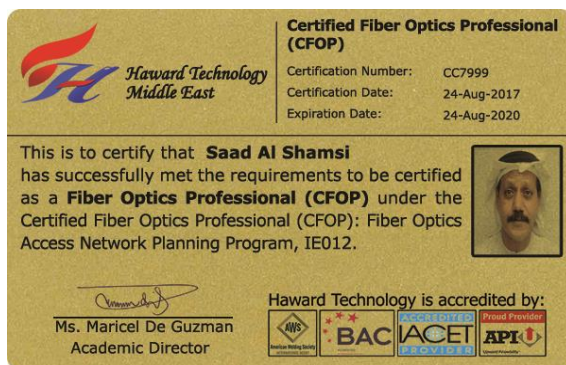 Haward Technology
Middle East
Certified Fiber Optics Professional
(CFOP)
Certification Number: CC7999
Certification Date: 24-Aug-2017
Expiration Date: 24-Aug-2020
This is to certify that Saad Al Shamsi
has successfully met the requirements to be certified
as a Fiber Optics Professional (CFOP) under the
Certified Fiber Optics Professional (CFOP): Fiber Optics
Access Network Planning Program, IE012.
Ms. Maricel De Guzman
Academic Director
Haward Technology is accredited by:
AWS
American Welding Society
BAC
ACCREDITED
IACET
PROVIDER
Proud Provider
API U